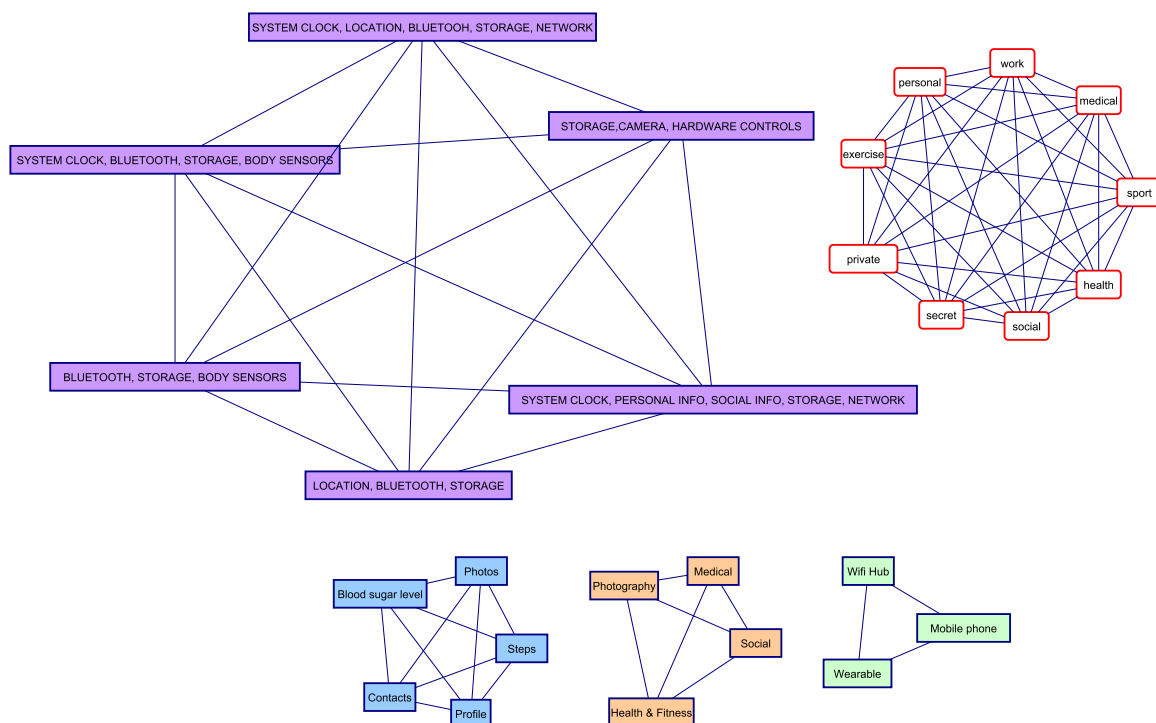 SYSTEM CLOCK, LOCATION, BLUETOOH, STORAGE, NETWORK
STORAGE,CAMERA, HARDWARE CONTROLS
SYSTEM CLOCK, BLUETOOTH, STORAGE, BODY SENSORS
BLUETOOTH, STORAGE, BODY SENSORS
SYSTEM CLOCK, PERSONAL INFO, SOCIAL INFO, STORAGE, NETWORK
LOCATION, BLUETOOTH, STORAGE
work
personal
medical
exercise
sport
private
health
secret
social
Photos
Blood sugar level
Steps
Contacts
Profile
Medical
Photography
Social
Health & Fitness
Wifi Hub
Mobile phone
Wearable